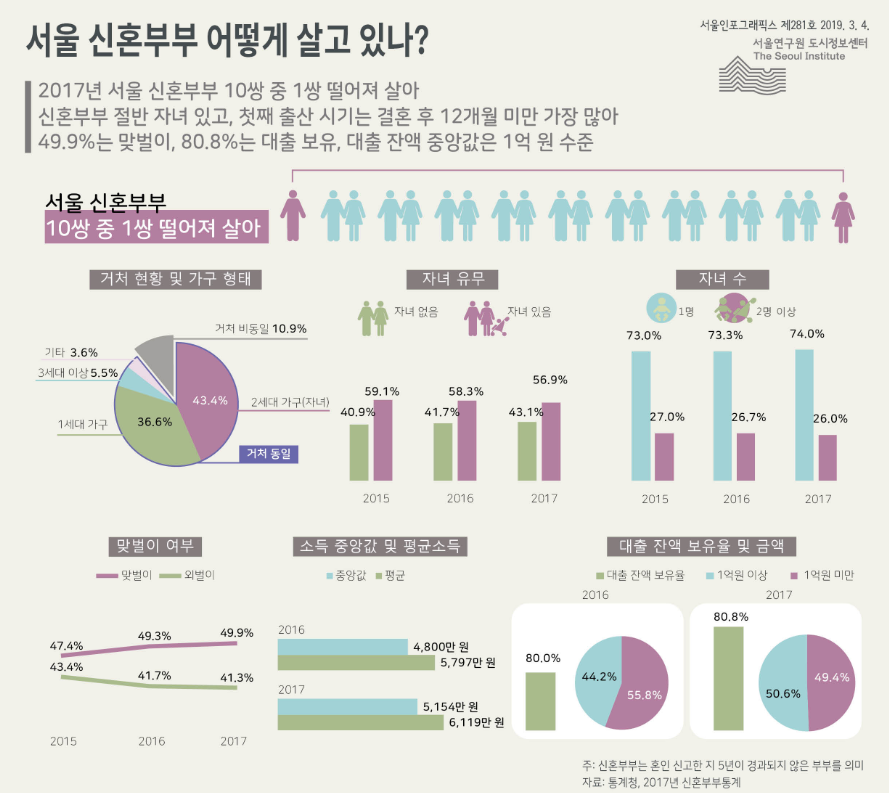 서울 신혼부부 어떻게 살고 있나?
서울인포그래픽스 제281호 2019. 3. 4.
서울연구원 도시정보센터
The Seoul Institute
2017년 서울 신혼부부 10쌍 중 1쌍 떨어져 살아
신혼부부 절반 자녀 있고, 첫째 출산 시기는 결혼 후 12개월 미만 가장 많아
49.9%는 맞벌이, 80.8%는 대출 보유, 대출 잔액 중앙값은 1억 원 수준
서울 신혼부부
10쌍 중 1쌍 떨어져 살아
거처 현황 및 가구 형태
거처 비동일 10.9%
기타 3.6%
3세대 이상 5.5%
43.4%
2세대 가구(자녀)
36.6%
1세대 가구
거처 동일
자녀 유무
자녀 없음
자녀 있음
59.1%
58.3%
56.9%
40.9%
41.7%
43.1%
2015
2016
2017
자녀 수
1명
2명 이상
73.0%
73.3%
74.0%
27.0%
26.7%
26.0%
2015
2016
2017
맞벌이 여부
맞벌이
외벌이
47.4%
49.3%
49.9%
43.4%
41.7%
41.3%
2015
2016
2017
소득 중앙값 및 평균소득
중앙값
평균
2016
4,800만 원
5,797만 원
2017
5,154만 원
6,119만 원
대출 잔액 보유율 및 금액
대출 잔액 보유율
1억원 이상
1억원 미만
2016
80.0%
44.2%
55.8%
2017
80.8%
50.6%
49.4%
주: 신혼부부는 혼인 신고한 지 5년이 경과되지 않은 부부를 의미
자료: 통계청, 2017년 신혼부부통계